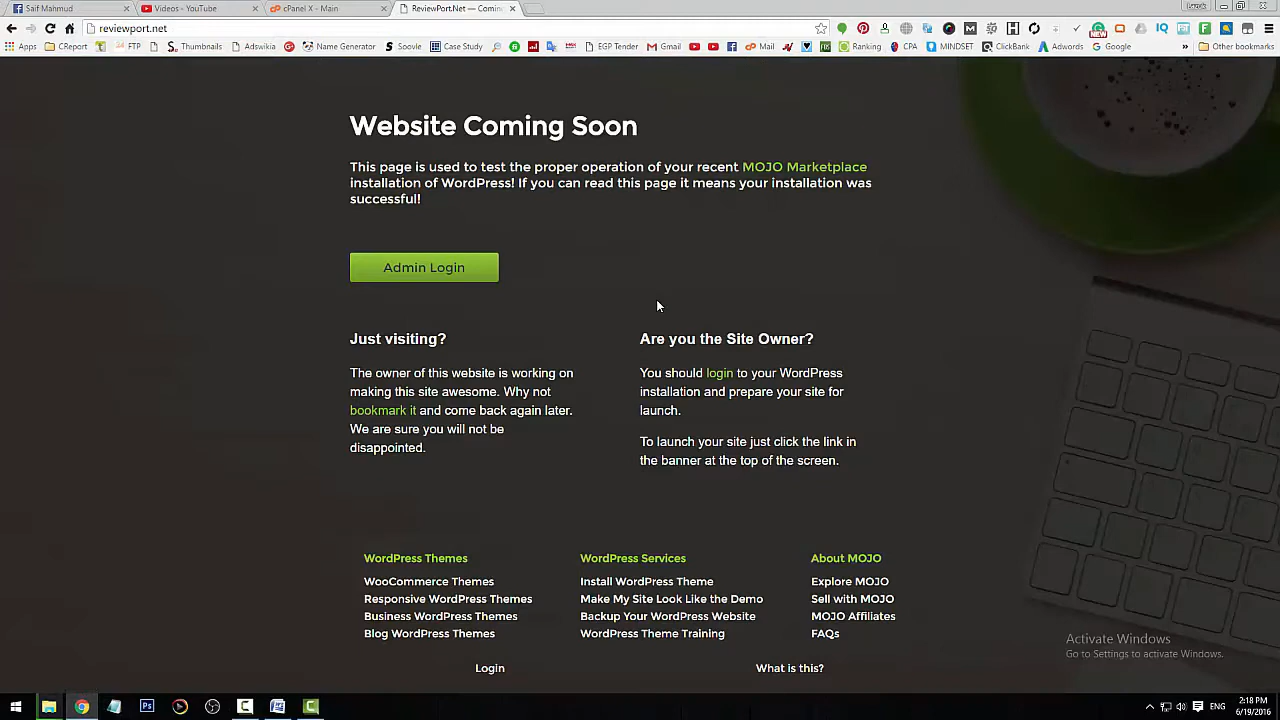 Saif Mahmud
Videos - YouTube
cPanel X - Main
ReviewPort.Net — Comin
reviewport.net
Apps
CReport
FTP
Thumbnails
Adswikia
Name Generator
Case Study
EGP Tender
Gmail
Mail
Ranking
CPA
MINDSET
ClickBank
Adwords
Google
»
Other bookmarks
NEW
Website Coming Soon
This page is used to test the proper operation of your recent MOJO Marketplace
installation of WordPress! If you can read this page it means your installation was
successful!
Admin Login
Just visiting?
The owner of this website is working on
making this site awesome. Why not
bookmark it and come back again later.
We are sure you will not be
disappointed.
Are you the Site Owner?
You should login to your WordPress
installation and prepare your site for
launch.
To launch your site just click the link in
the banner at the top of the screen.
WordPress Themes
WooCommerce Themes
Responsive WordPress Themes
Business WordPress Themes
Blog WordPress Themes
WordPress Services
Install WordPress Theme
Make My Site Look Like the Demo
Backup Your WordPress Website
WordPress Theme Training
About MOJO
Explore MOJO
Sell with MOJO
MOJO Affiliates
FAQs
Login
What is this?
Activate Windows
Go to Settings to activate Windows.
ENG
2:18 PM
6/19/2016